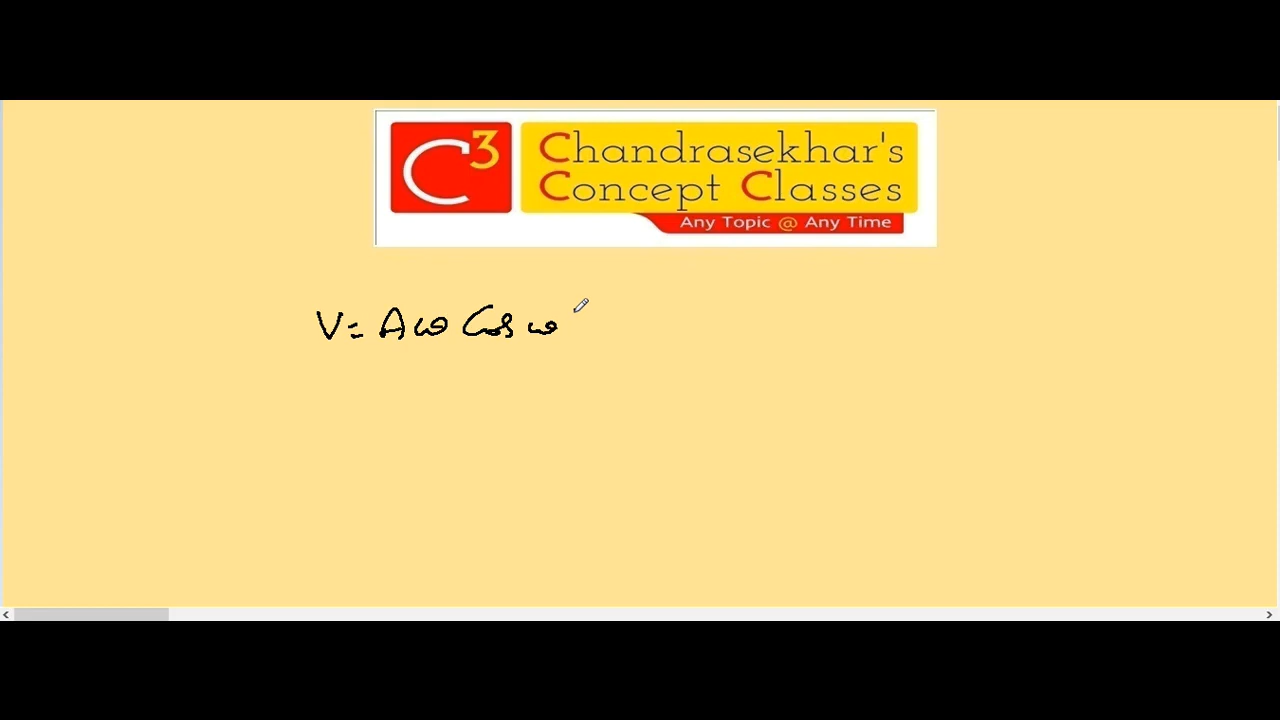 C3
Chandrasekhar's
Concept Classes
Any Topic @ Any Time
V= Aω Cos ω